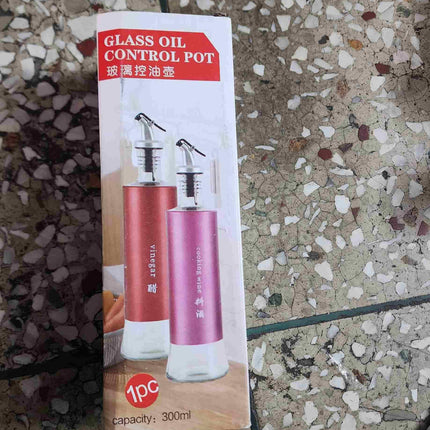 GLASS OIL
CONTROL POT
玻璃控油壶
vinegar 醋
cooking wine 料酒
1pc
capacity: 300ml